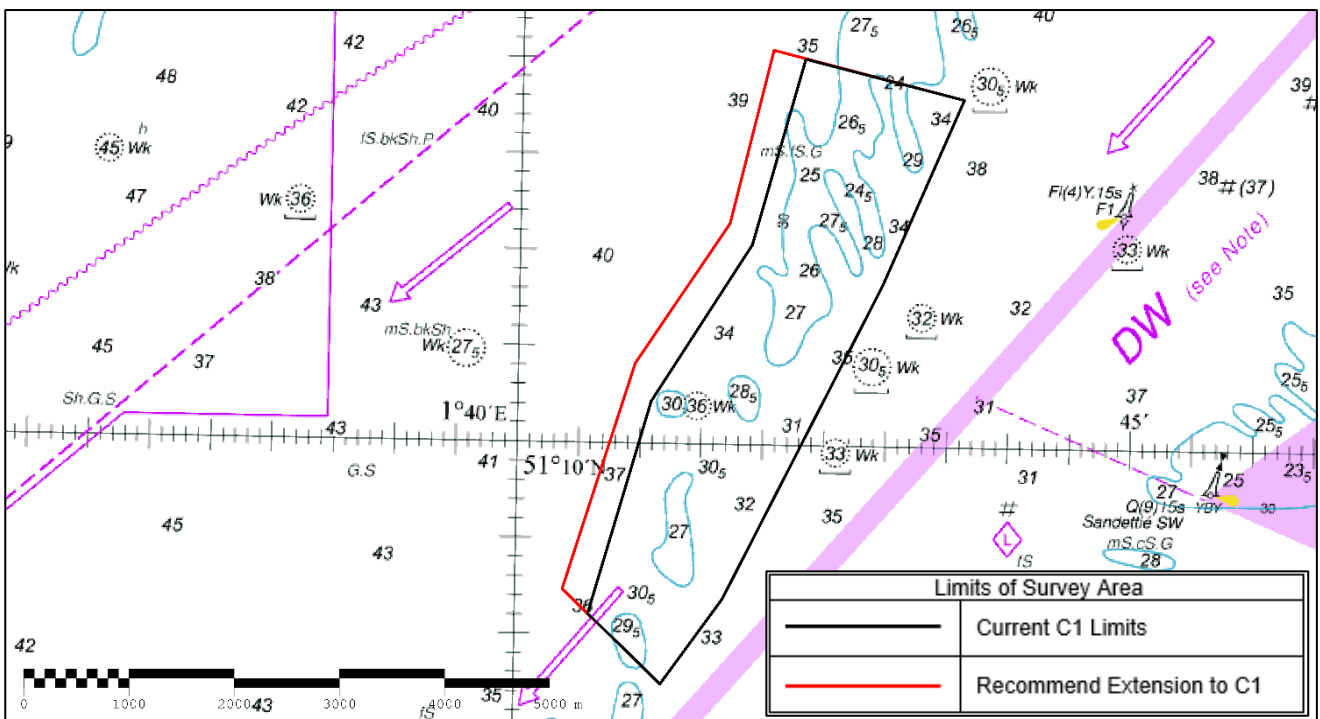 42
48
42
h
45 Wk
47
Wk 36
40
fS.bkSh.P
38'
43
45
37
mS.bkSh
Wk 27₅
Sh.G.S
43
1°40'E
41
51°10'N
G.S
45
43
42
35
40
27₅
26₅
30₅ Wk
39
39
24
34
26₅
mS.fS.G
25
29
38
24₅
27₅
34
28
26
27
34
40
32
32 Wk
36
30₅ Wk
30 36 Wk
28₅
31
35
33 Wk
37
30₅
32
27
35
36
30₅
29₅
33
27
35
43
fS
Fl(4)Y.15s
F1
38 # (37)
33 Wk
DW (see Note)
35
37
31
45'
25₅
25₅
31
27
25
23₅
Q(9)15s YBY
30
Sandettié SW
mS.cS.G
28
#
L
fS
0 1000 2000 3000 4000 5000 m
Limits of Survey Area
Current C1 Limits
Recommend Extension to C1